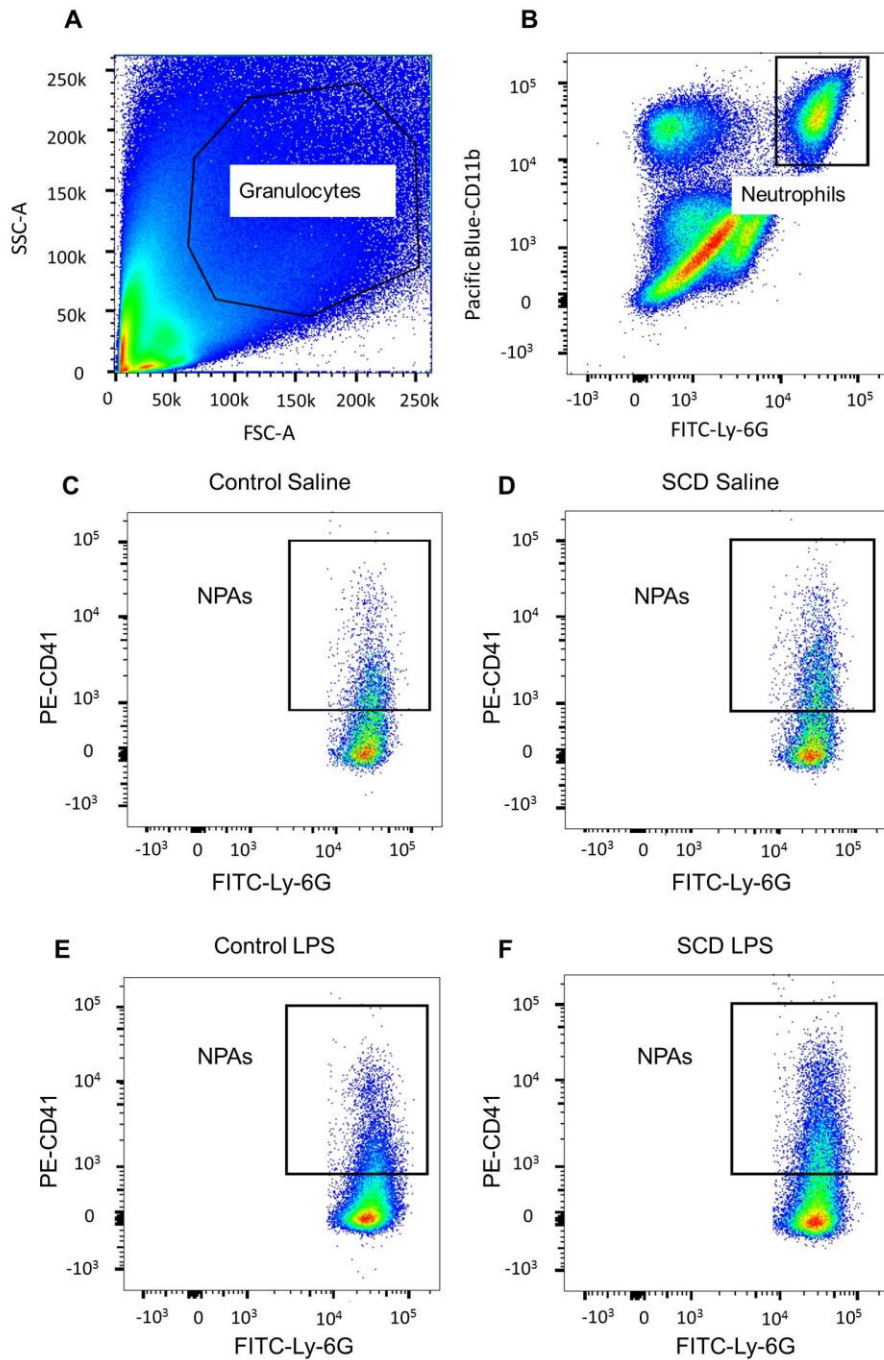 A
250k
200k
150k
100k
50k
0
SSC-A
Granulocytes
0 50k 100k 150k 200k 250k
FSC-A
B
10⁵
10⁴
10³
0
-10³
Pacific Blue-CD11b
Neutrophils
-10³ 0 10³ 10⁴ 10⁵
FITC-Ly-6G
C
Control Saline
10⁵
10⁴
10³
0
-10³
PE-CD41
NPAs
-10³ 0 10⁴ 10⁵
FITC-Ly-6G
D
SCD Saline
10⁵
10⁴
10³
0
-10³
PE-CD41
NPAs
-10³ 0 10⁴ 10⁵
FITC-Ly-6G
E
Control LPS
10⁵
10⁴
10³
0
-10³
PE-CD41
NPAs
-10³ 0 10⁴ 10⁵
FITC-Ly-6G
F
SCD LPS
10⁵
10⁴
10³
0
-10³
PE-CD41
NPAs
-10³ 0 10⁴ 10⁵
FITC-Ly-6G